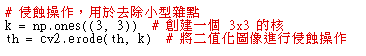 # 侵蝕操作，用於去除小型雜點
k = np.ones((3, 3)) # 創建一個 3x3 的核
th = cv2.erode(th, k) # 將二值化圖像進行侵蝕操作